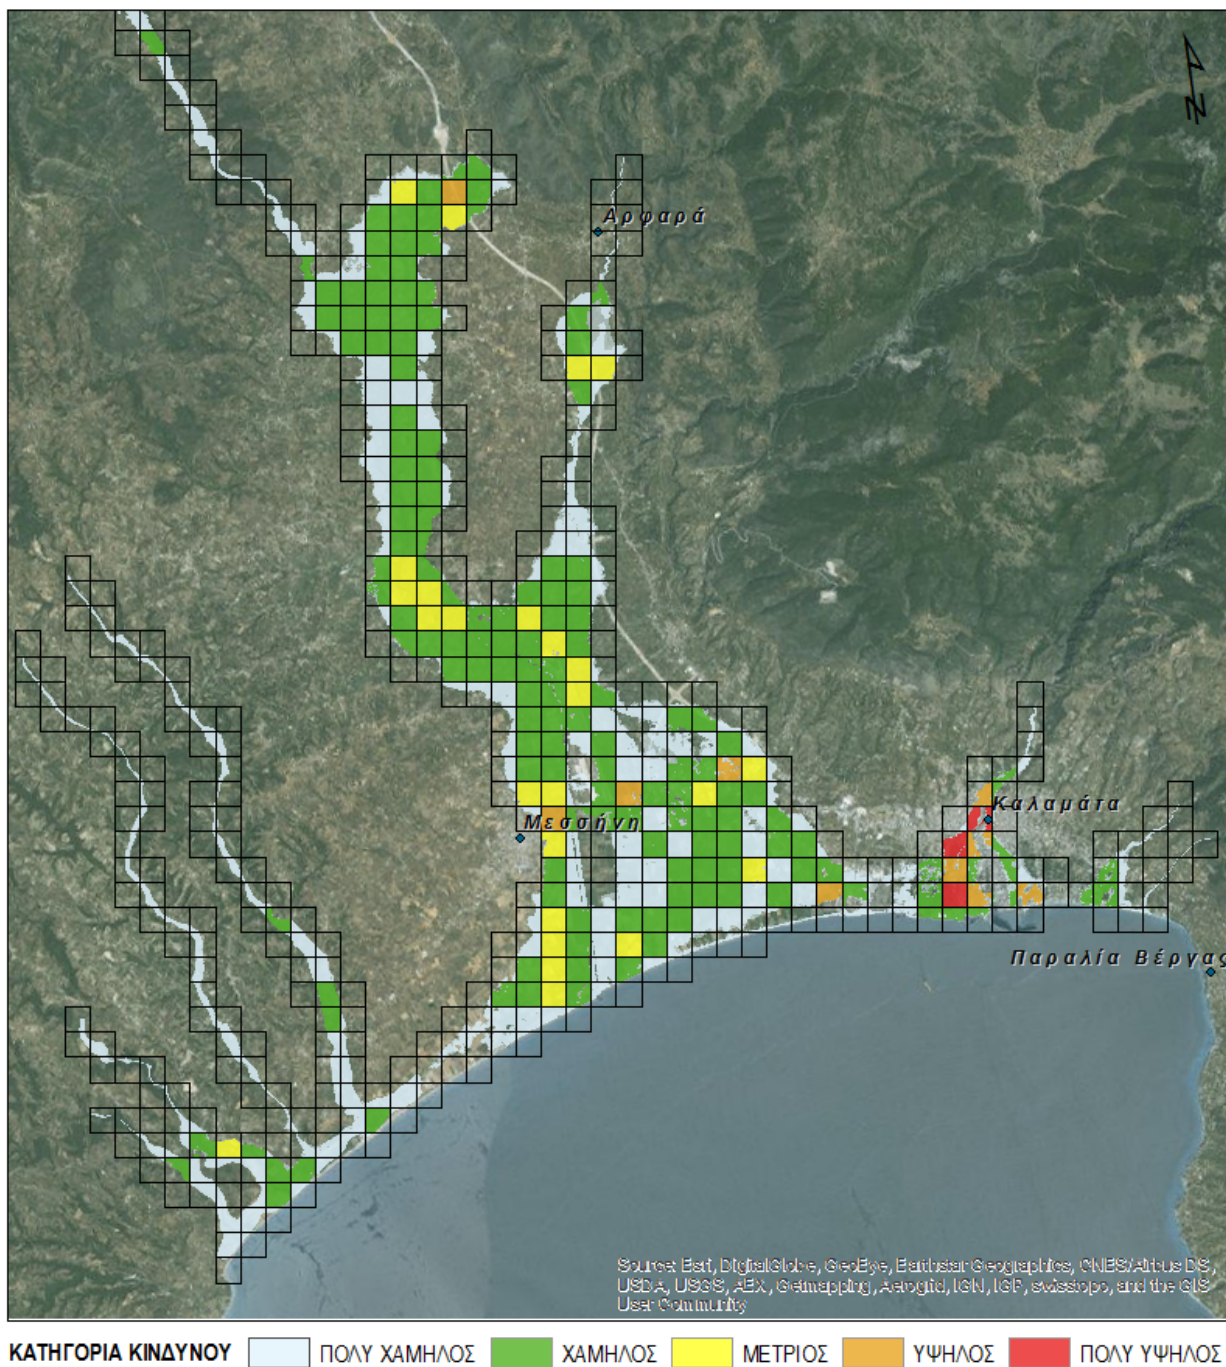 N
Αρφαρά
Καλαμάτα
Μεσσήνη
Παραλία Βέργας
Source: Esri, DigitalGlobe, GeoEye, Earthstar Geographics, CNES/Airbus DS,
USDA, USGS, AEX, Getmapping, Aerogrid, IGN, IGP, swisstopo, and the GIS
User Community
ΚΑΤΗΓΟΡΙΑ ΚΙΝΔΥΝΟΥ ΠΟΛΥ ΧΑΜΗΛΟΣ ΧΑΜΗΛΟΣ ΜΕΤΡΙΟΣ ΥΨΗΛΟΣ ΠΟΛΥ ΥΨΗΛΟΣ